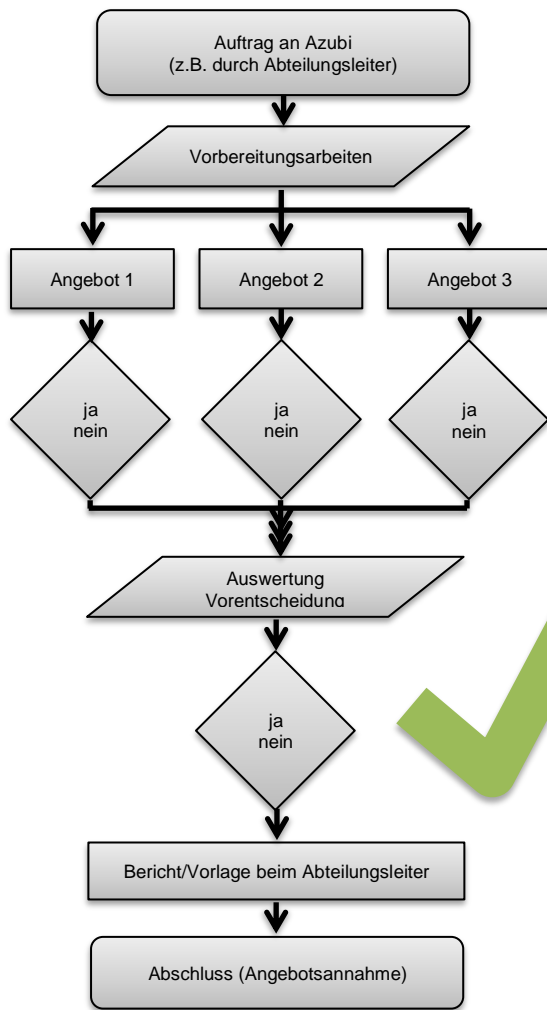 Auftrag an Azubi
(z.B. durch Abteilungsleiter)
Vorbereitungsarbeiten
Angebot 1
Angebot 2
Angebot 3
ja
nein
ja
nein
ja
nein
Auswertung
Vorentscheidung
ja
nein
Bericht/Vorlage beim Abteilungsleiter
Abschluss (Angebotsannahme)